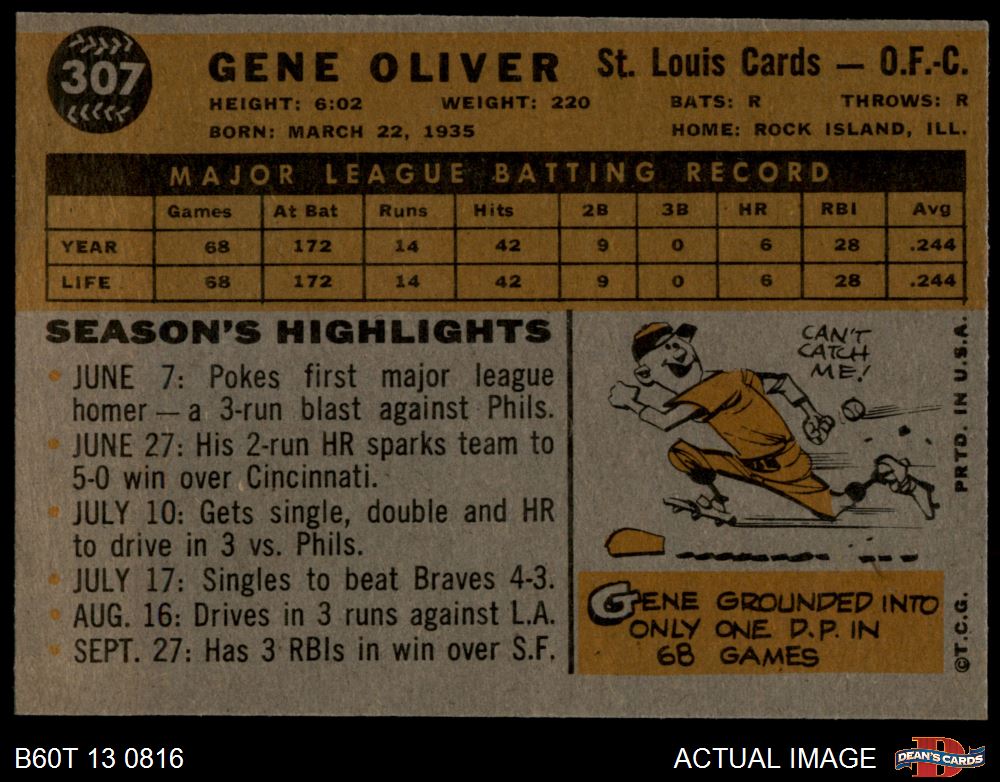 307
GENE OLIVER St. Louis Cards — O.F.-C.
HEIGHT: 6:02 WEIGHT: 220 BATS: R THROWS: R
BORN: MARCH 22, 1935 HOME: ROCK ISLAND, ILL.
MAJOR LEAGUE BATTING RECORD
Games At Bat Runs Hits 2B 3B HR RBI Avg
YEAR 68 172 14 42 9 0 6 28 .244
LIFE 68 172 14 42 9 0 6 28 .244
SEASON'S HIGHLIGHTS
• JUNE 7: Pokes first major league
homer — a 3-run blast against Phils.
• JUNE 27: His 2-run HR sparks team to
5-0 win over Cincinnati.
• JULY 10: Gets single, double and HR
to drive in 3 vs. Phils.
• JULY 17: Singles to beat Braves 4-3.
• AUG. 16: Drives in 3 runs against L.A.
• SEPT. 27: Has 3 RBIs in win over S.F.
CAN'T
CATCH
ME!
GENE GROUNDED INTO
ONLY ONE D.P. IN
68 GAMES
PRTD. IN U.S.A.
©T.C.G.
B60T 13 0816 ACTUAL IMAGE
D
DEAN'S CARDS